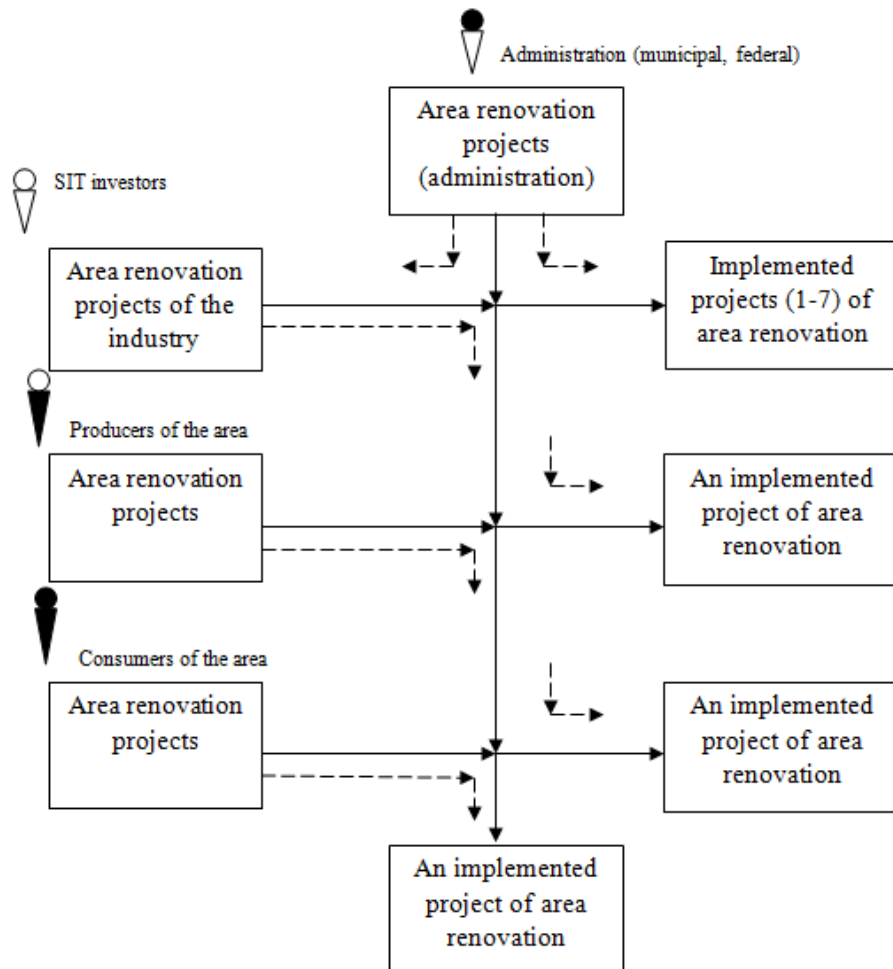 Administration (municipal, federal)
Area renovation
projects
(administration)
SIT investors
Area renovation
projects of the
industry
Implemented
projects (1-7) of
area renovation
Producers of the area
Area renovation
projects
An implemented
project of area
renovation
Consumers of the area
Area renovation
projects
An implemented
project of area
renovation
An implemented
project of area
renovation